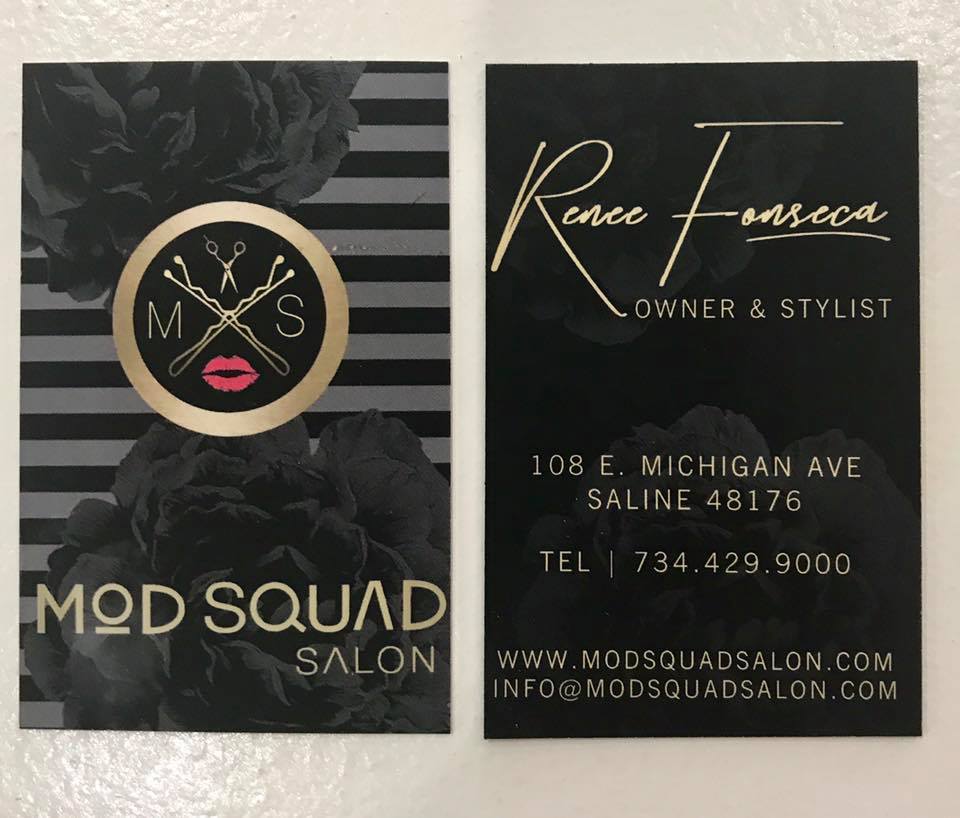 M S
MOD SQUAD
SALON
Renee Fonseca
OWNER & STYLIST
108 E. MICHIGAN AVE
SALINE 48176
TEL | 734.429.9000
WWW.MODSQUADSALON.COM
INFO@MODSQUADSALON.COM